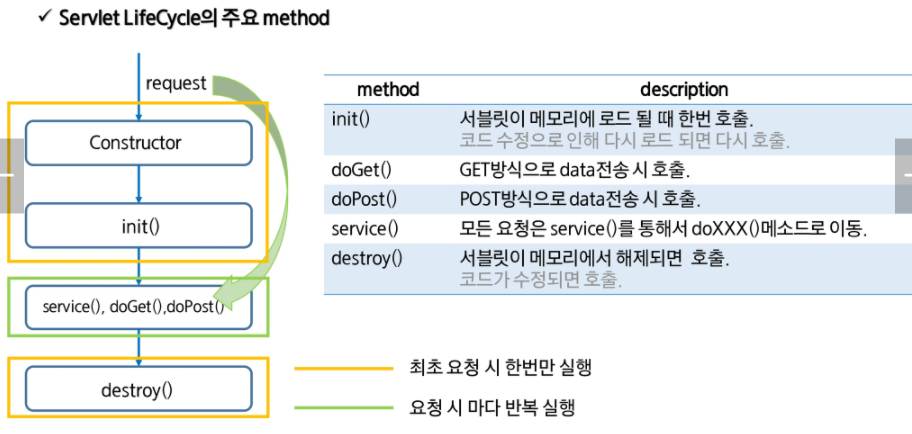 ✓ Servlet LifeCycle의 주요 method
request
Constructor
init()
service(), doGet(),doPost()
destroy()
method description
init() 서블릿이 메모리에 로드 될 때 한번 호출.
코드 수정으로 인해 다시 로드 되면 다시 호출.
doGet() GET방식으로 data전송 시 호출.
doPost() POST방식으로 data전송 시 호출.
service() 모든 요청은 service()를 통해서 doXXX()메소드로 이동.
destroy() 서블릿이 메모리에서 해제되면 호출.
코드가 수정되면 호출.
최초 요청 시 한번만 실행
요청 시 마다 반복 실행